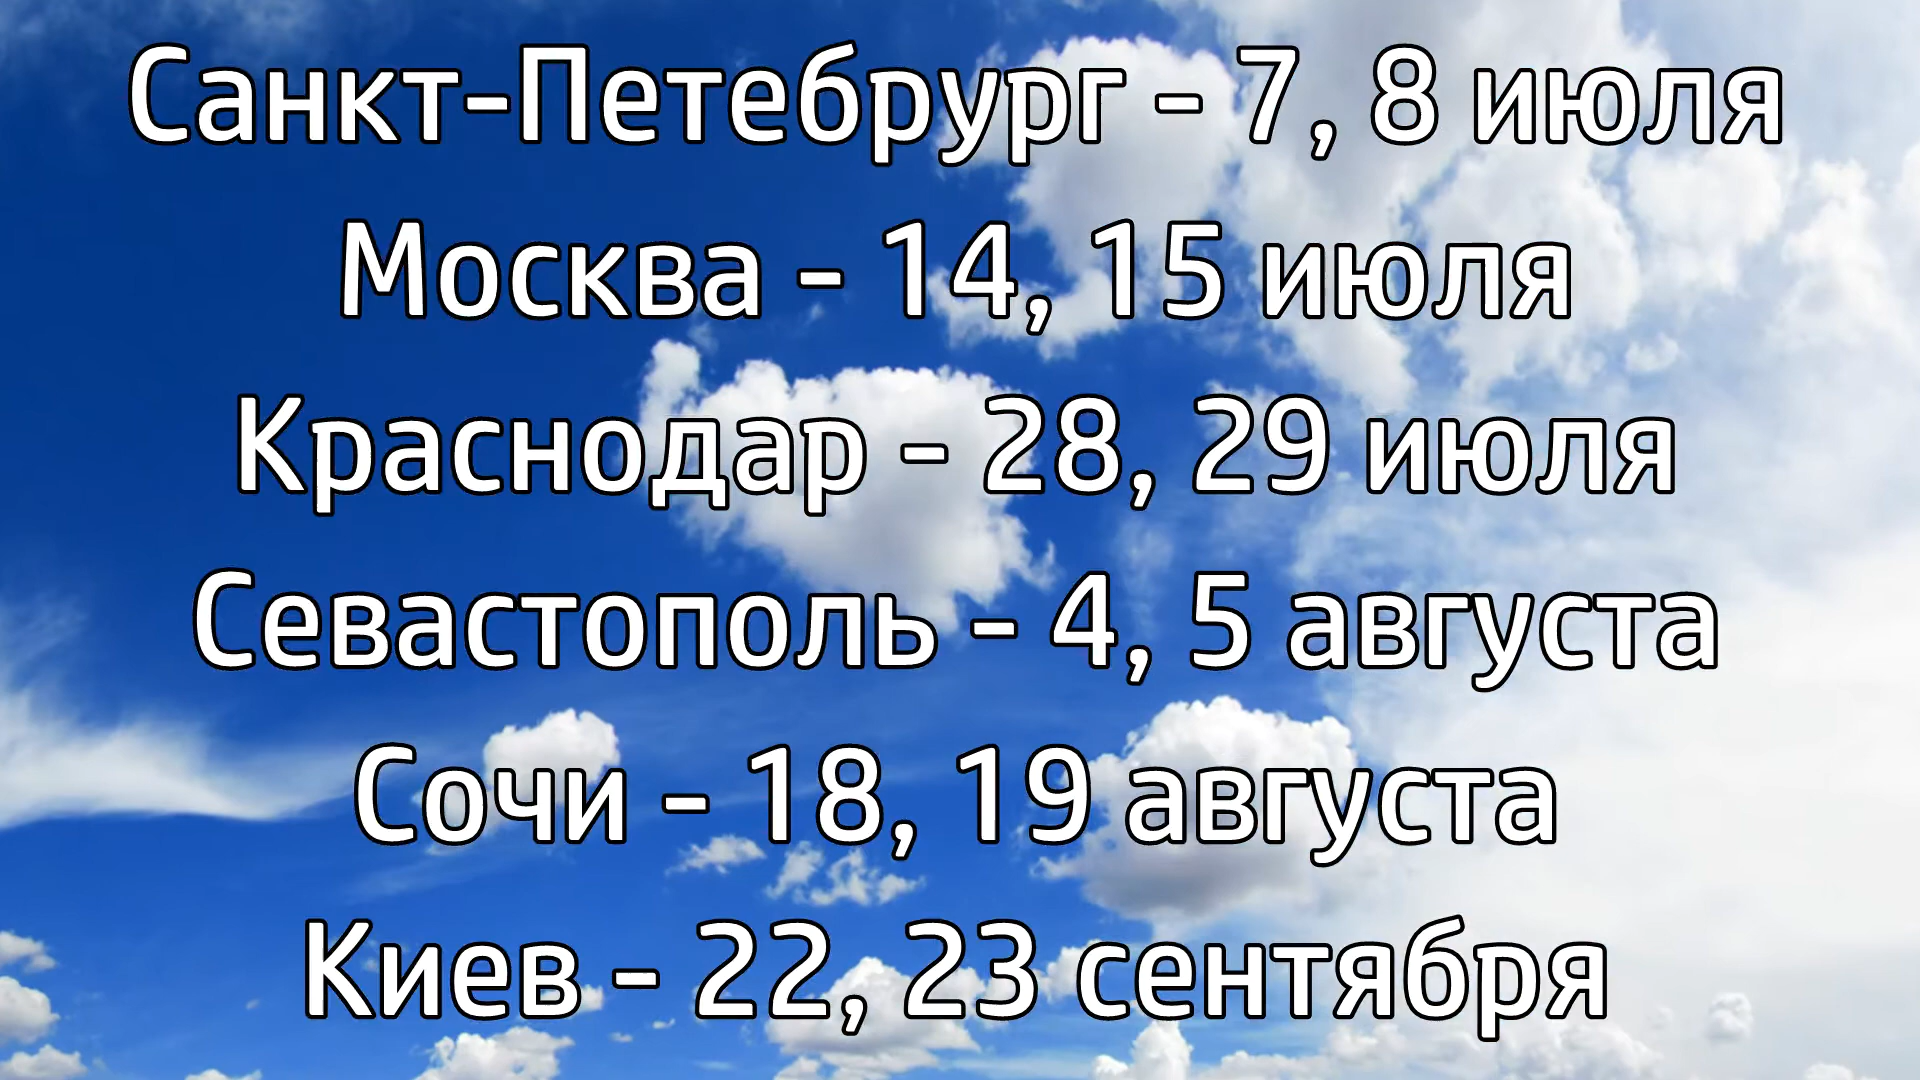 Санкт-Петебрург - 7, 8 июля
Москва - 14, 15 июля
Краснодар - 28, 29 июля
Севастополь - 4, 5 августа
Сочи - 18, 19 августа
Киев - 22, 23 сентября